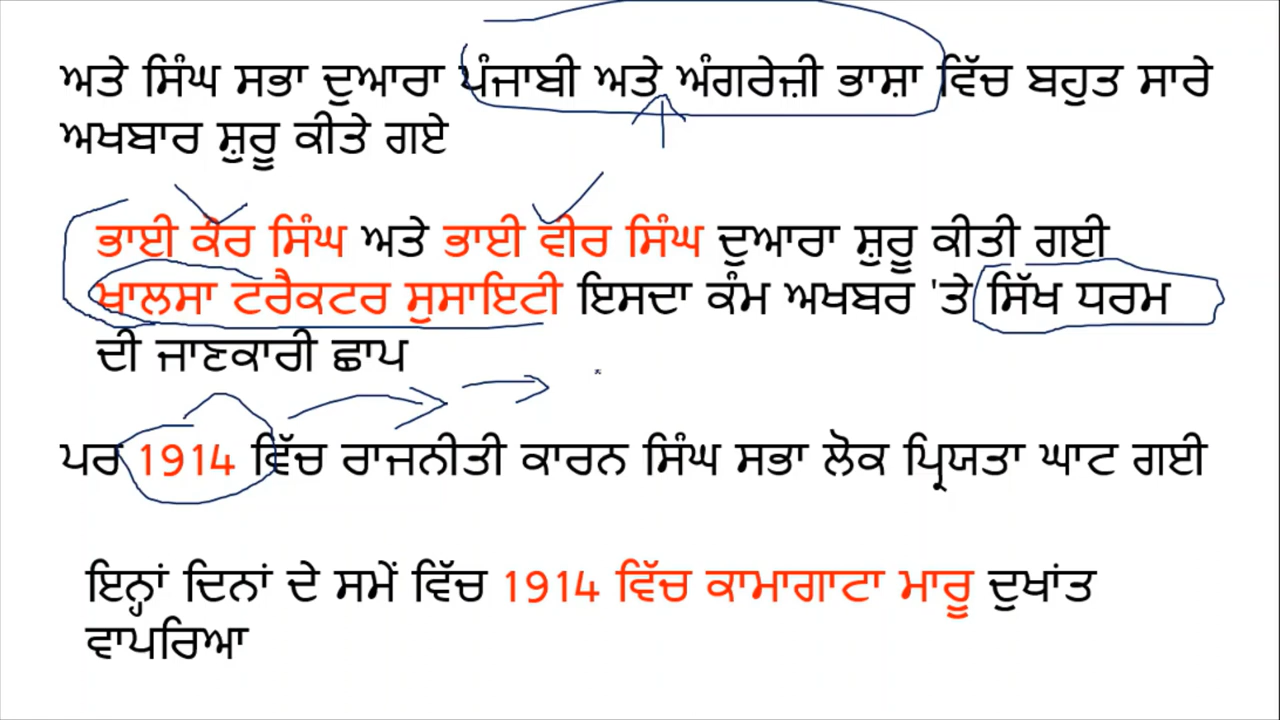 ਅਤੇ ਸਿੰਘ ਸਭਾ ਦੁਆਰਾ ਪੰਜਾਬੀ ਅਤੇ ਅੰਗਰੇਜ਼ੀ ਭਾਸ਼ਾ ਵਿੱਚ ਬਹੁਤ ਸਾਰੇ
ਅਖਬਾਰ ਸ਼ੁਰੂ ਕੀਤੇ ਗਏ
ਭਾਈ ਕੌਰ ਸਿੰਘ ਅਤੇ ਭਾਈ ਵੀਰ ਸਿੰਘ ਦੁਆਰਾ ਸ਼ੁਰੂ ਕੀਤੀ ਗਈ
ਖਾਲਸਾ ਟਰੈਕਟਰ ਸੁਸਾਇਟੀ ਇਸਦਾ ਕੰਮ ਅਖਬਰ 'ਤੇ ਸਿੱਖ ਧਰਮ
ਦੀ ਜਾਣਕਾਰੀ ਛਾਪ
ਪਰ 1914 ਵਿੱਚ ਰਾਜਨੀਤੀ ਕਾਰਨ ਸਿੰਘ ਸਭਾ ਲੋਕ ਪ੍ਰਿਯਤਾ ਘਾਟ ਗਈ
ਇਨ੍ਹਾਂ ਦਿਨਾਂ ਦੇ ਸਮੇਂ ਵਿੱਚ 1914 ਵਿੱਚ ਕਾਮਾਗਾਟਾ ਮਾਰੂ ਦੁਖਾਂਤ
ਵਾਪਰਿਆ